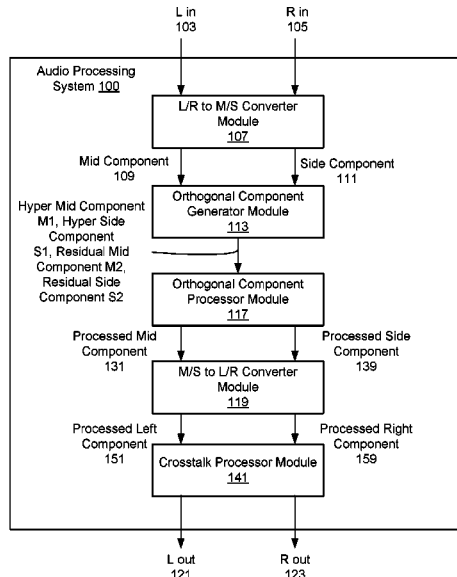 L in
103
R in
105
Audio Processing
System 100
L/R to M/S Converter
Module
107
Mid Component
109
Side Component
111
Hyper Mid Component
M1, Hyper Side
Component
S1, Residual Mid
Component M2,
Residual Side
Component S2
Orthogonal Component
Generator Module
113
Orthogonal Component
Processor Module
117
Processed Mid
Component
131
Processed Side
Component
139
M/S to L/R Converter
Module
119
Processed Left
Component
151
Processed Right
Component
159
Crosstalk Processor Module
141
L out
121
R out
123